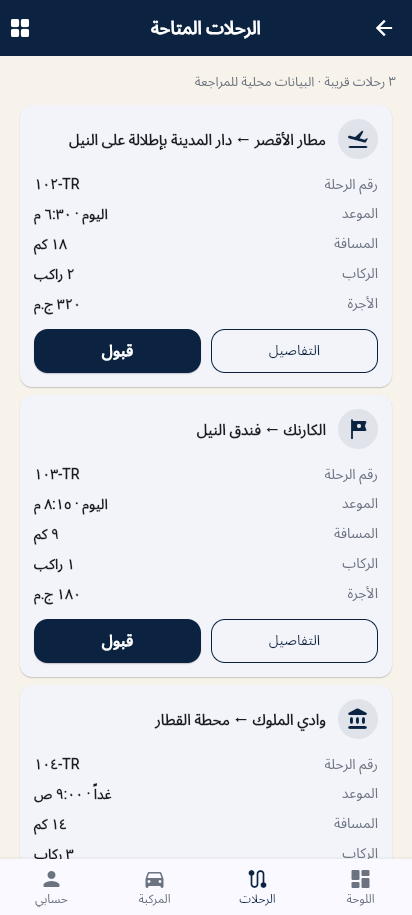 الرحلات المتاحة
٣ رحلات قريبة · البيانات محلية للمراجعة
مطار الأقصر ← دار المدينة بإطلالة على النيل
رقم الرحلة TR-١٠٢
الموعد اليوم · ٦:٣٠ م
المسافة ١٨ كم
الركاب ٢ راكب
الأجرة ٣٢٠ ج.م
التفاصيل قبول
الكارنك ← فندق النيل
رقم الرحلة TR-١٠٣
الموعد اليوم · ٨:١٥ م
المسافة ٩ كم
الركاب ١ راكب
الأجرة ١٨٠ ج.م
التفاصيل قبول
وادي الملوك ← محطة القطار
رقم الرحلة TR-١٠٤
الموعد غداً · ٩:٠٠ ص
المسافة ١٤ كم
الركاب ٣ ركاب
اللوحة الرحلات المركبة حسابي